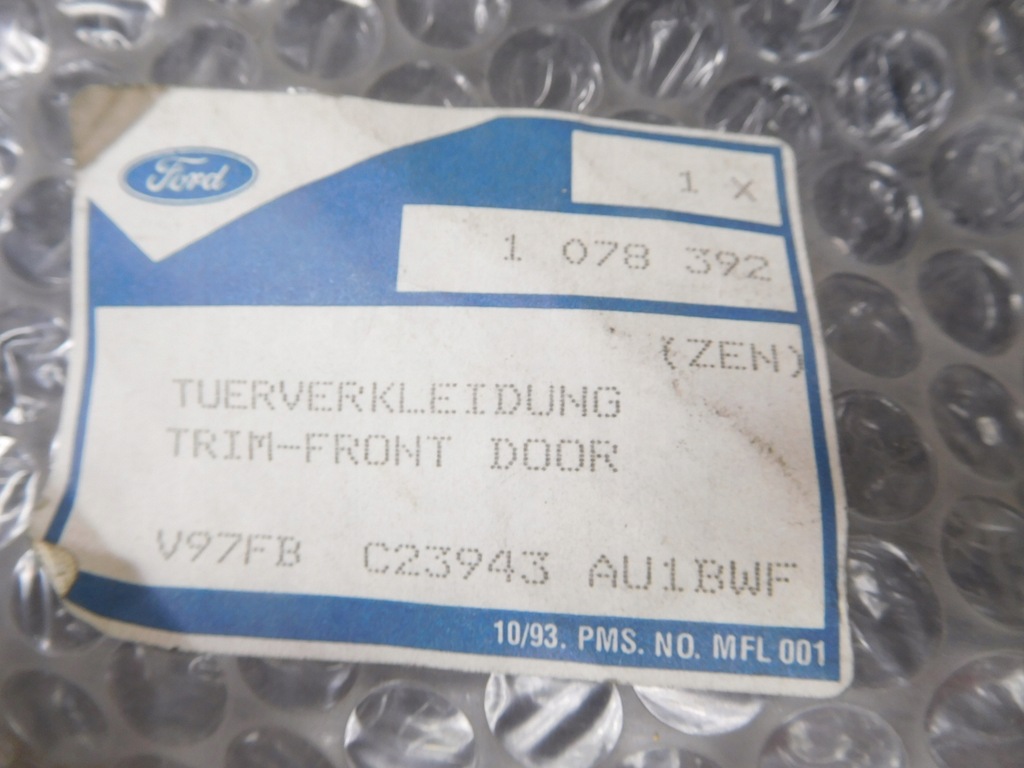 Ford
1 X
1 078 392
(ZEN)
TUERVERKLEIDUNG
TRIM-FRONT DOOR
V97FB C23943 AU1BWF
10/93. PMS. NO. MFL 001